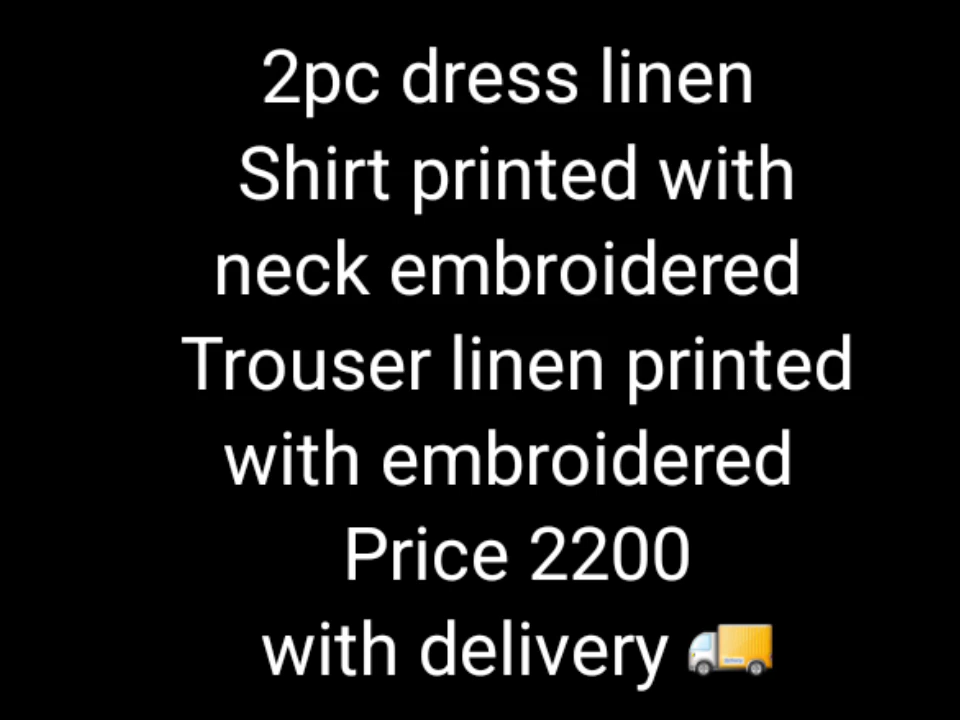 2pc dress linen
Shirt printed with
neck embroidered
Trouser linen printed
with embroidered
Price 2200
with delivery 🚚